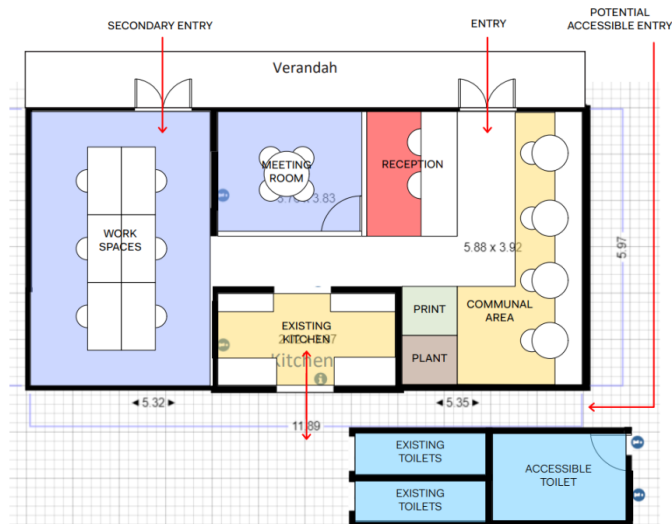 SECONDARY ENTRY
ENTRY
POTENTIAL
ACCESSIBLE ENTRY
Verandah
MEETING
ROOM
RECEPTION
WORK
SPACES
5.88 x 3.92
5.97
PRINT
COMMUNAL
AREA
EXISTING
KITCHEN
Kitchen
PLANT
5.32
5.35
11.89
EXISTING
TOILETS
ACCESSIBLE
TOILET
EXISTING
TOILETS